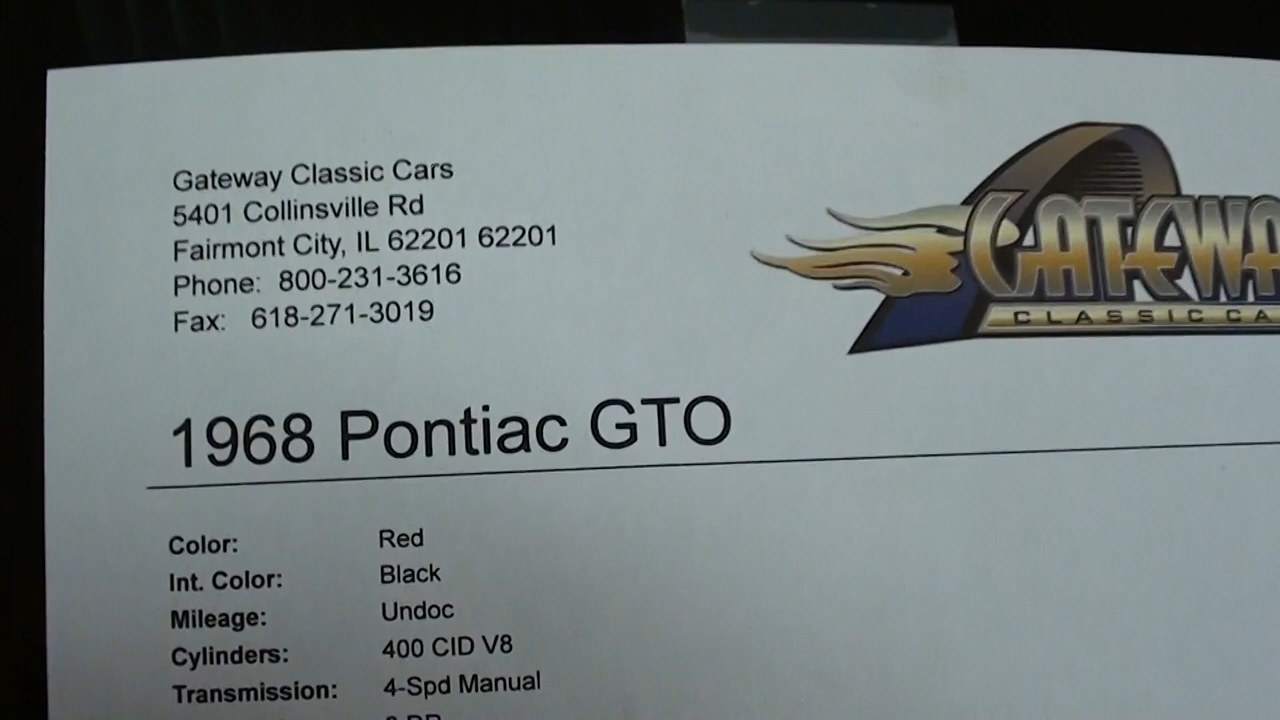 Gateway Classic Cars
5401 Collinsville Rd
Fairmont City, IL 62201 62201
Phone: 800-231-3616
Fax: 618-271-3019
GATEWA
CLASSIC CA
1968 Pontiac GTO
Color: Red
Int. Color: Black
Mileage: Undoc
Cylinders: 400 CID V8
Transmission: 4-Spd Manual